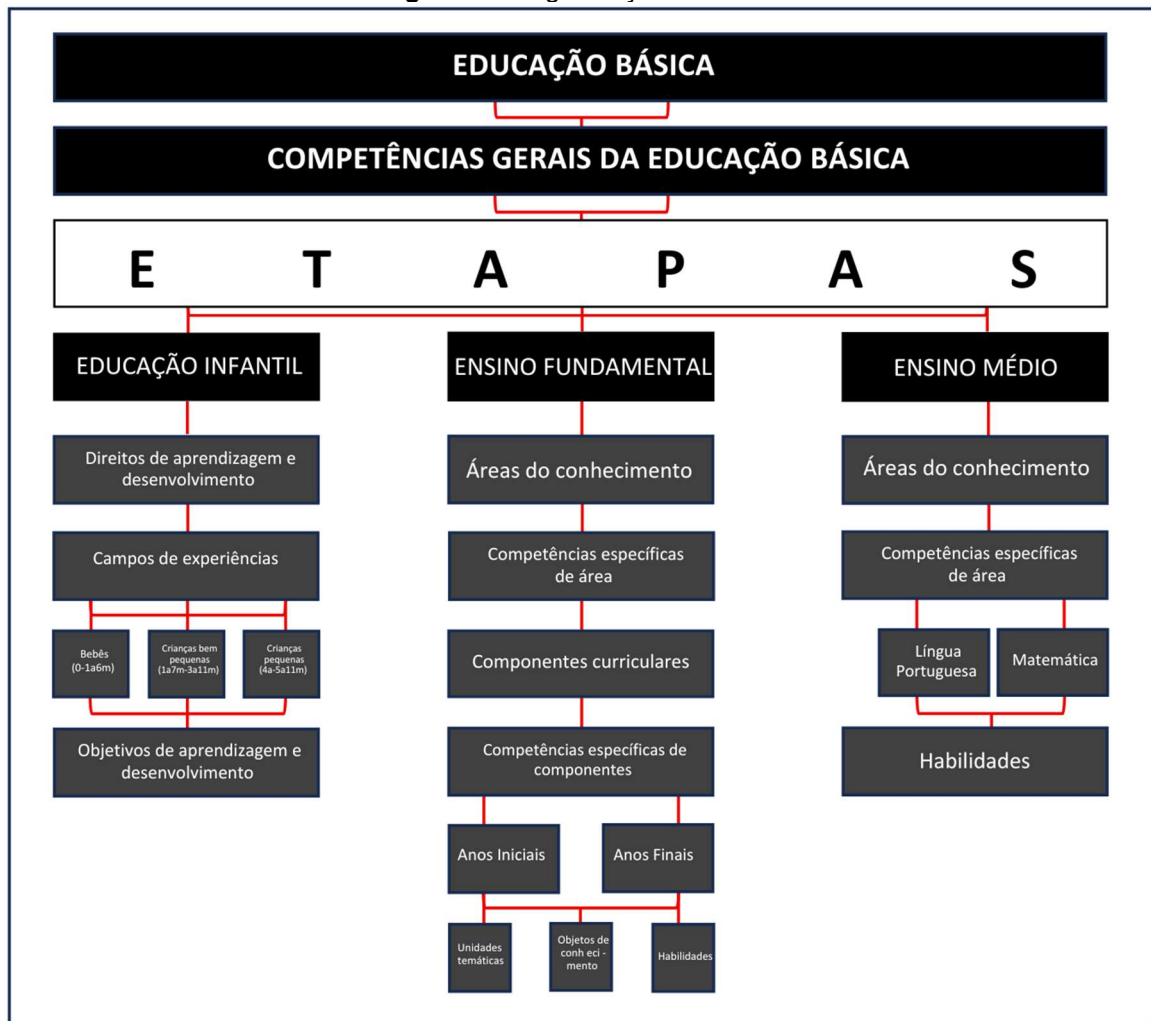 EDUCAÇÃO BÁSICA
COMPETÊNCIAS GERAIS DA EDUCAÇÃO BÁSICA
E T A P A S
EDUCAÇÃO INFANTIL
Direitos de aprendizagem e
desenvolvimento
Campos de experiências
Bebês
(0-1a6m)
Crianças bem
pequenas
(1a7m-3a11m)
Crianças
pequenas
(4a-5a11m)
Objetivos de aprendizagem e
desenvolvimento
ENSINO FUNDAMENTAL
Áreas do conhecimento
Competências específicas
de área
Componentes curriculares
Competências específicas de
componentes
Anos Iniciais
Anos Finais
Unidades
temáticas
Objetos de
conh eci -
mento
Habilidades
ENSINO MÉDIO
Áreas do conhecimento
Competências específicas
de área
Língua
Portuguesa
Matemática
Habilidades